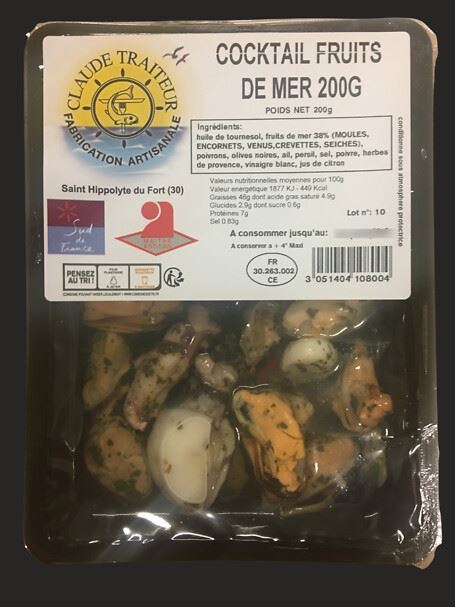 CLAUDE TRAITEUR
FABRICATION ARTISANALE
Saint Hippolyte du Fort (30)
Sud
de
France
PENSEZ
AU TRI !
COCKTAIL FRUITS
DE MER 200G
POIDS NET 200g
Ingrédients:
huile de tournesol, fruits de mer 38% (MOULES,
ENCORNETS, VENUS,CREVETTES, SEICHES),
poivrons, olives noires, ail, persil, sel, poivre, herbes
de provence, vinaigre blanc, jus de citron
Valeurs nutritionnelles moyennes pour 100g
Valeur energétique 1877 KJ - 449 Kcal
Graisses 46g dont acide gras sature 4.9g
Glucides 2.9g dont sucre 0.6g
Protéines 7g
Sel 0.83g
Lot n°: 10
A consommer jusqu'au:
A conserver a + 4° Maxi
FR
30.263.002
CE
3 051404 108004
conditionné sous atmosphère protectrice